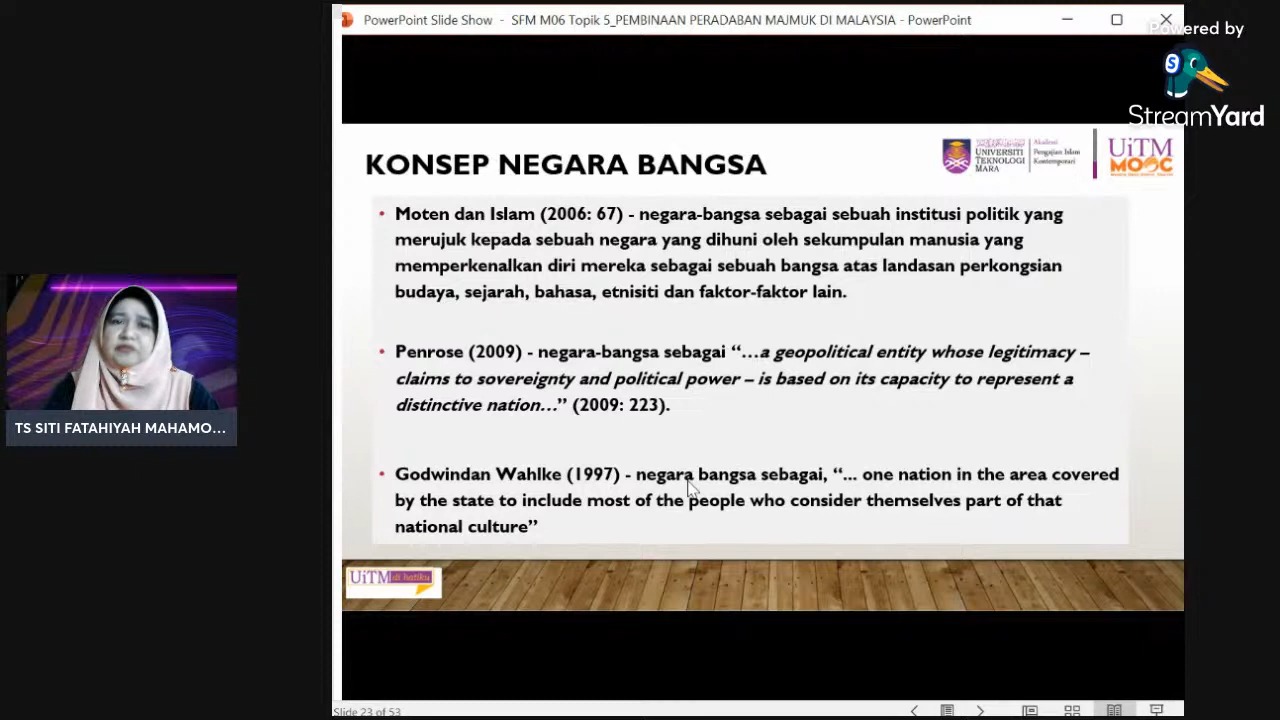 PowerPoint Slide Show - SFM M06 Topik 5_PEMBINAAN PERADABAN MAJMUK DI MALAYSIA - PowerPoint
Powered by
StreamYard
KONSEP NEGARA BANGSA
UNIVERSITI
TEKNOLOGI
MARA
Akademi
Pengajian Islam
Kontemporari
UiTM
MOOC
• Moten dan Islam (2006: 67) - negara-bangsa sebagai sebuah institusi politik yang
merujuk kepada sebuah negara yang dihuni oleh sekumpulan manusia yang
memperkenalkan diri mereka sebagai sebuah bangsa atas landasan perkongsian
budaya, sejarah, bahasa, etnisiti dan faktor-faktor lain.
• Penrose (2009) - negara-bangsa sebagai “…a geopolitical entity whose legitimacy –
claims to sovereignty and political power – is based on its capacity to represent a
distinctive nation…” (2009: 223).
• Godwindan Wahlke (1997) - negara bangsa sebagai, “... one nation in the area covered
by the state to include most of the people who consider themselves part of that
national culture”
TS SITI FATAHIYAH MAHAMO...
UiTM di hatiku
Slide 23 of 53